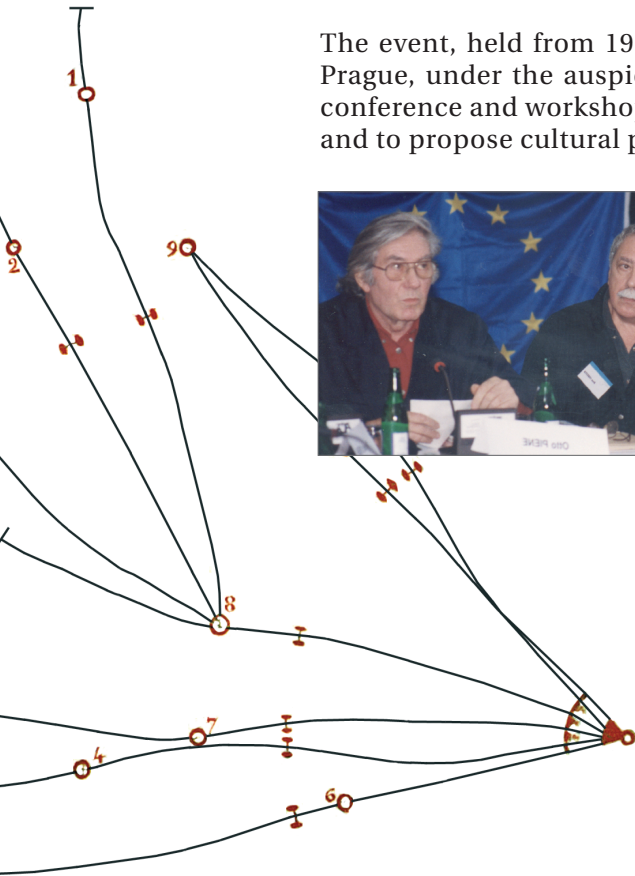 The event, held from 19
Prague, under the auspi
conference and worksho
and to propose cultural p
1
2
9
Otto PIENE
8
7
4
6